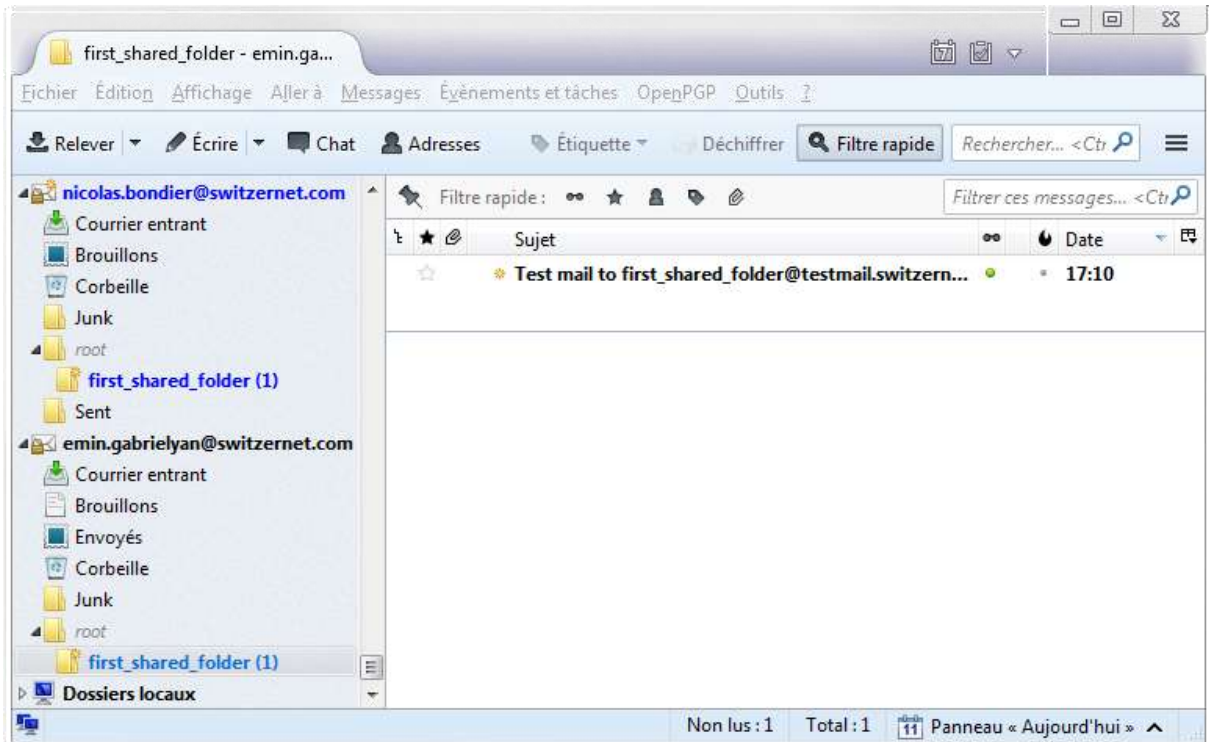 first_shared_folder - emin.ga...
Fichier Édition Affichage Aller à Messages Évènements et tâches OpenPGP Outils ?
Relever Écrire Chat Adresses Étiquette Déchiffrer Filtre rapide Rechercher... <Ctr
nicolas.bondier@switzernet.com
Courrier entrant
Brouillons
Corbeille
Junk
root
first_shared_folder (1)
Sent
emin.gabrielyan@switzernet.com
Courrier entrant
Brouillons
Envoyés
Corbeille
Junk
root
first_shared_folder (1)
Dossiers locaux
Filtre rapide : Filtrer ces messages... <Ctr
Sujet Date
Test mail to first_shared_folder@testmail.switzern... 17:10
Non lus : 1 Total : 1 11 Panneau « Aujourd'hui »